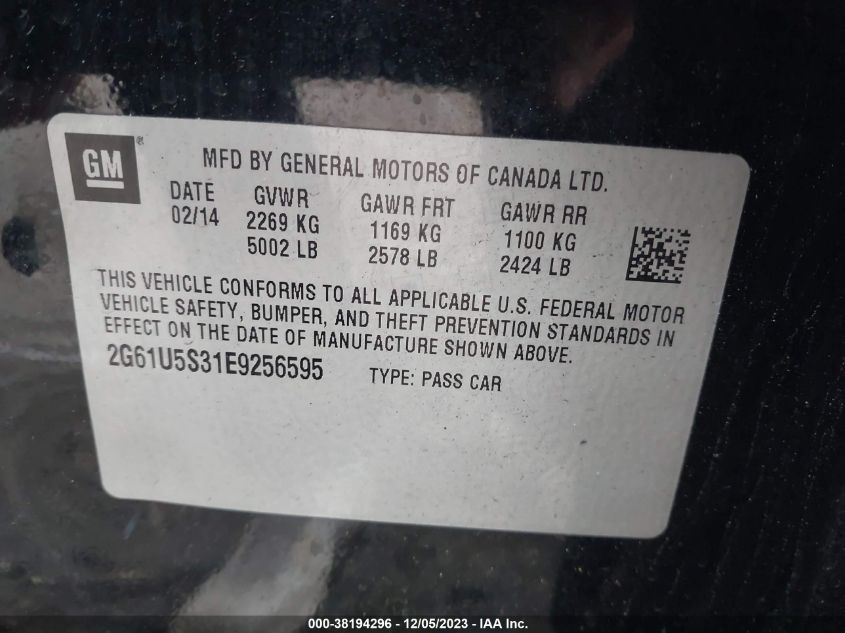 GM ®
MFD BY GENERAL MOTORS OF CANADA LTD.
DATE GVWR GAWR FRT GAWR RR
02/14 2269 KG 1169 KG 1100 KG
5002 LB 2578 LB 2424 LB
THIS VEHICLE CONFORMS TO ALL APPLICABLE U.S. FEDERAL MOTOR
VEHICLE SAFETY, BUMPER, AND THEFT PREVENTION STANDARDS IN
EFFECT ON THE DATE OF MANUFACTURE SHOWN ABOVE.
2G61U5S31E9256595 TYPE: PASS CAR
000-38194296 - 12/05/2023 - IAA Inc.